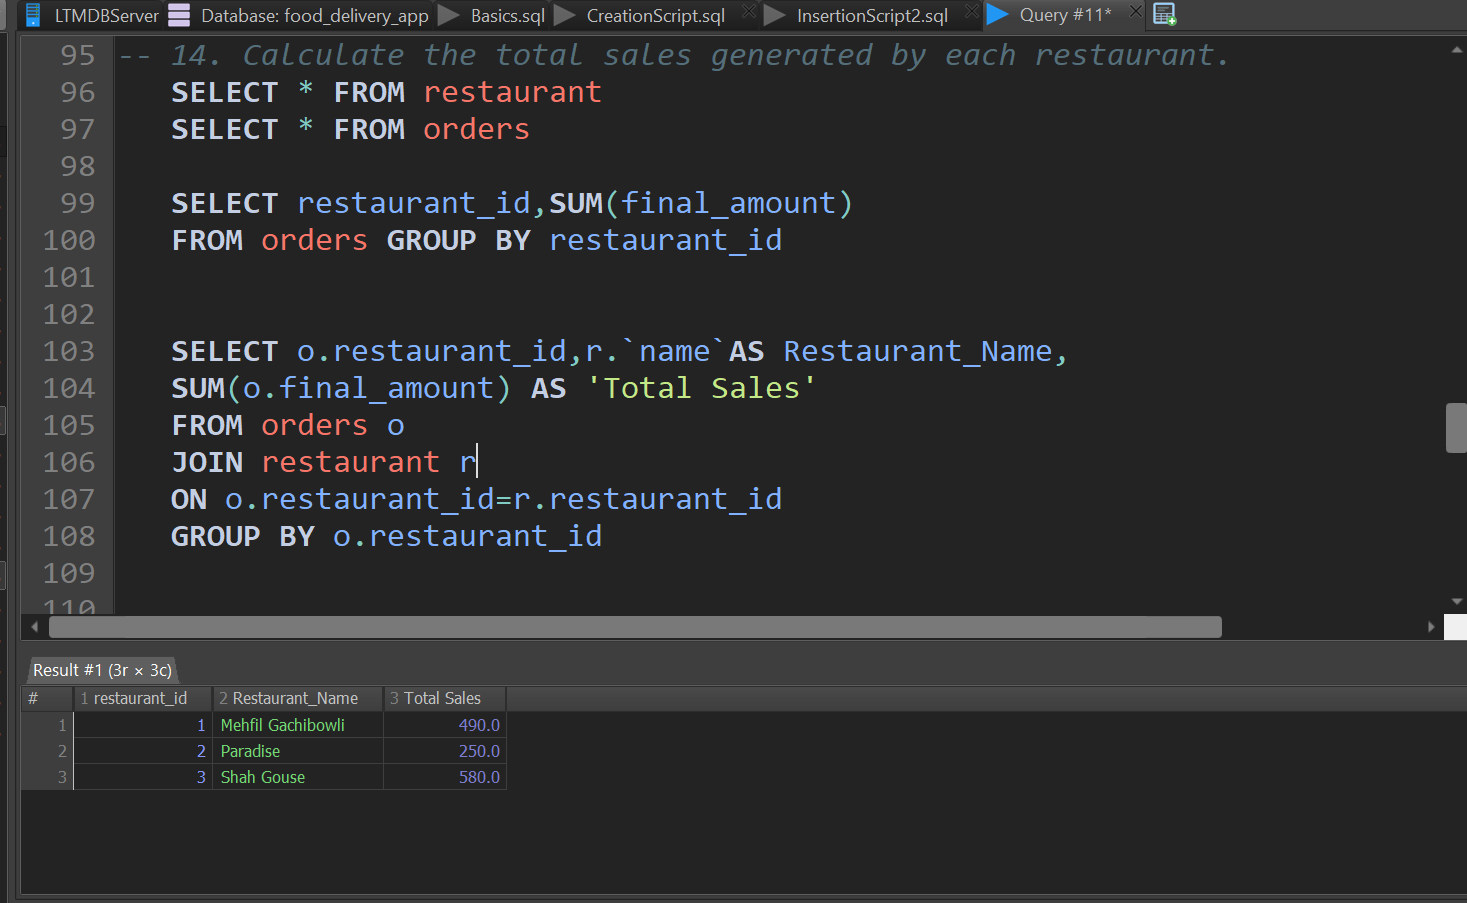 LTMDBServer Database: food_delivery_app Basics.sql CreationScript.sql InsertionScript2.sql Query #11*
95 -- 14. Calculate the total sales generated by each restaurant.
96 SELECT * FROM restaurant
97 SELECT * FROM orders
98
99 SELECT restaurant_id,SUM(final_amount)
100 FROM orders GROUP BY restaurant_id
101
102
103 SELECT o.restaurant_id,r.`name`AS Restaurant_Name,
104 SUM(o.final_amount) AS 'Total Sales'
105 FROM orders o
106 JOIN restaurant r
107 ON o.restaurant_id=r.restaurant_id
108 GROUP BY o.restaurant_id
109
110
Result #1 (3r × 3c)
# 1 restaurant_id 2 Restaurant_Name 3 Total Sales
1 1 Mehfil Gachibowli 490.0
2 2 Paradise 250.0
3 3 Shah Gouse 580.0